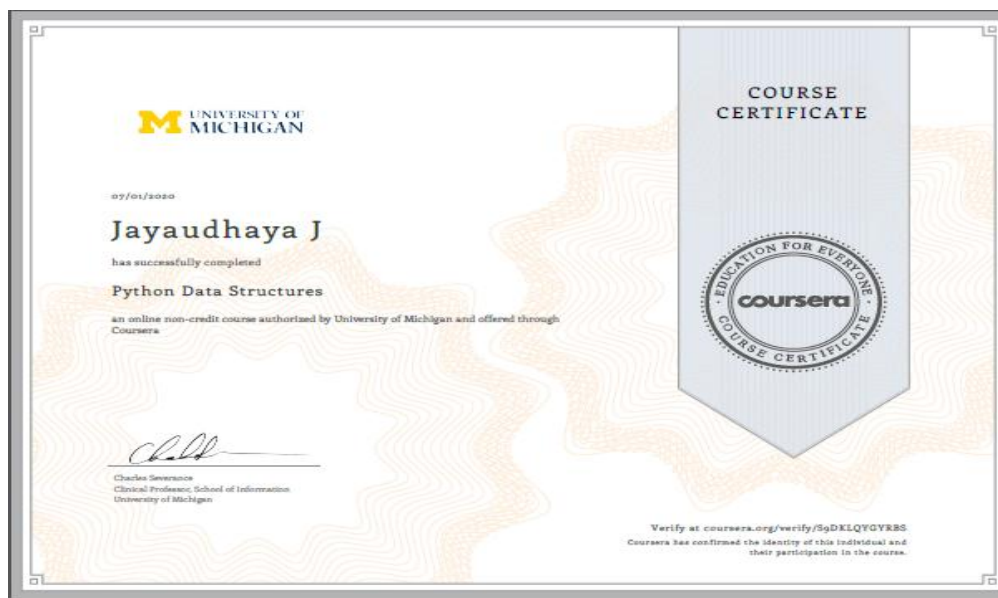 UNIVERSITY OF
MICHIGAN
07/01/2020
Jayaudhaya J
has successfully completed
Python Data Structures
an online non-credit course authorized by University of Michigan and offered through
Coursera
Charles Severance
Clinical Professor, School of Information
University of Michigan
COURSE
CERTIFICATE
EDUCATION FOR EVERYONE
coursera
COURSE CERTIFICATE
Verify at coursera.org/verify/S9DKLQYGYRBS
Coursera has confirmed the identity of this individual and
their participation in the course.